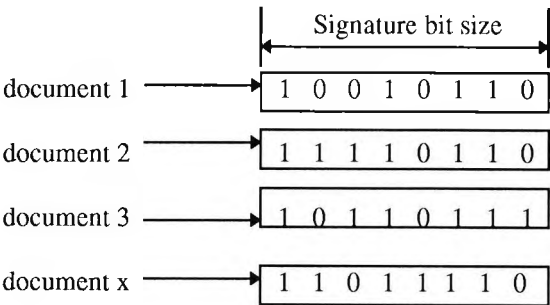 Signature bit size
document 1 1 0 0 1 0 1 1 0
document 2 1 1 1 1 0 1 1 0
document 3 1 0 1 1 0 1 1 1
document x 1 1 0 1 1 1 1 0